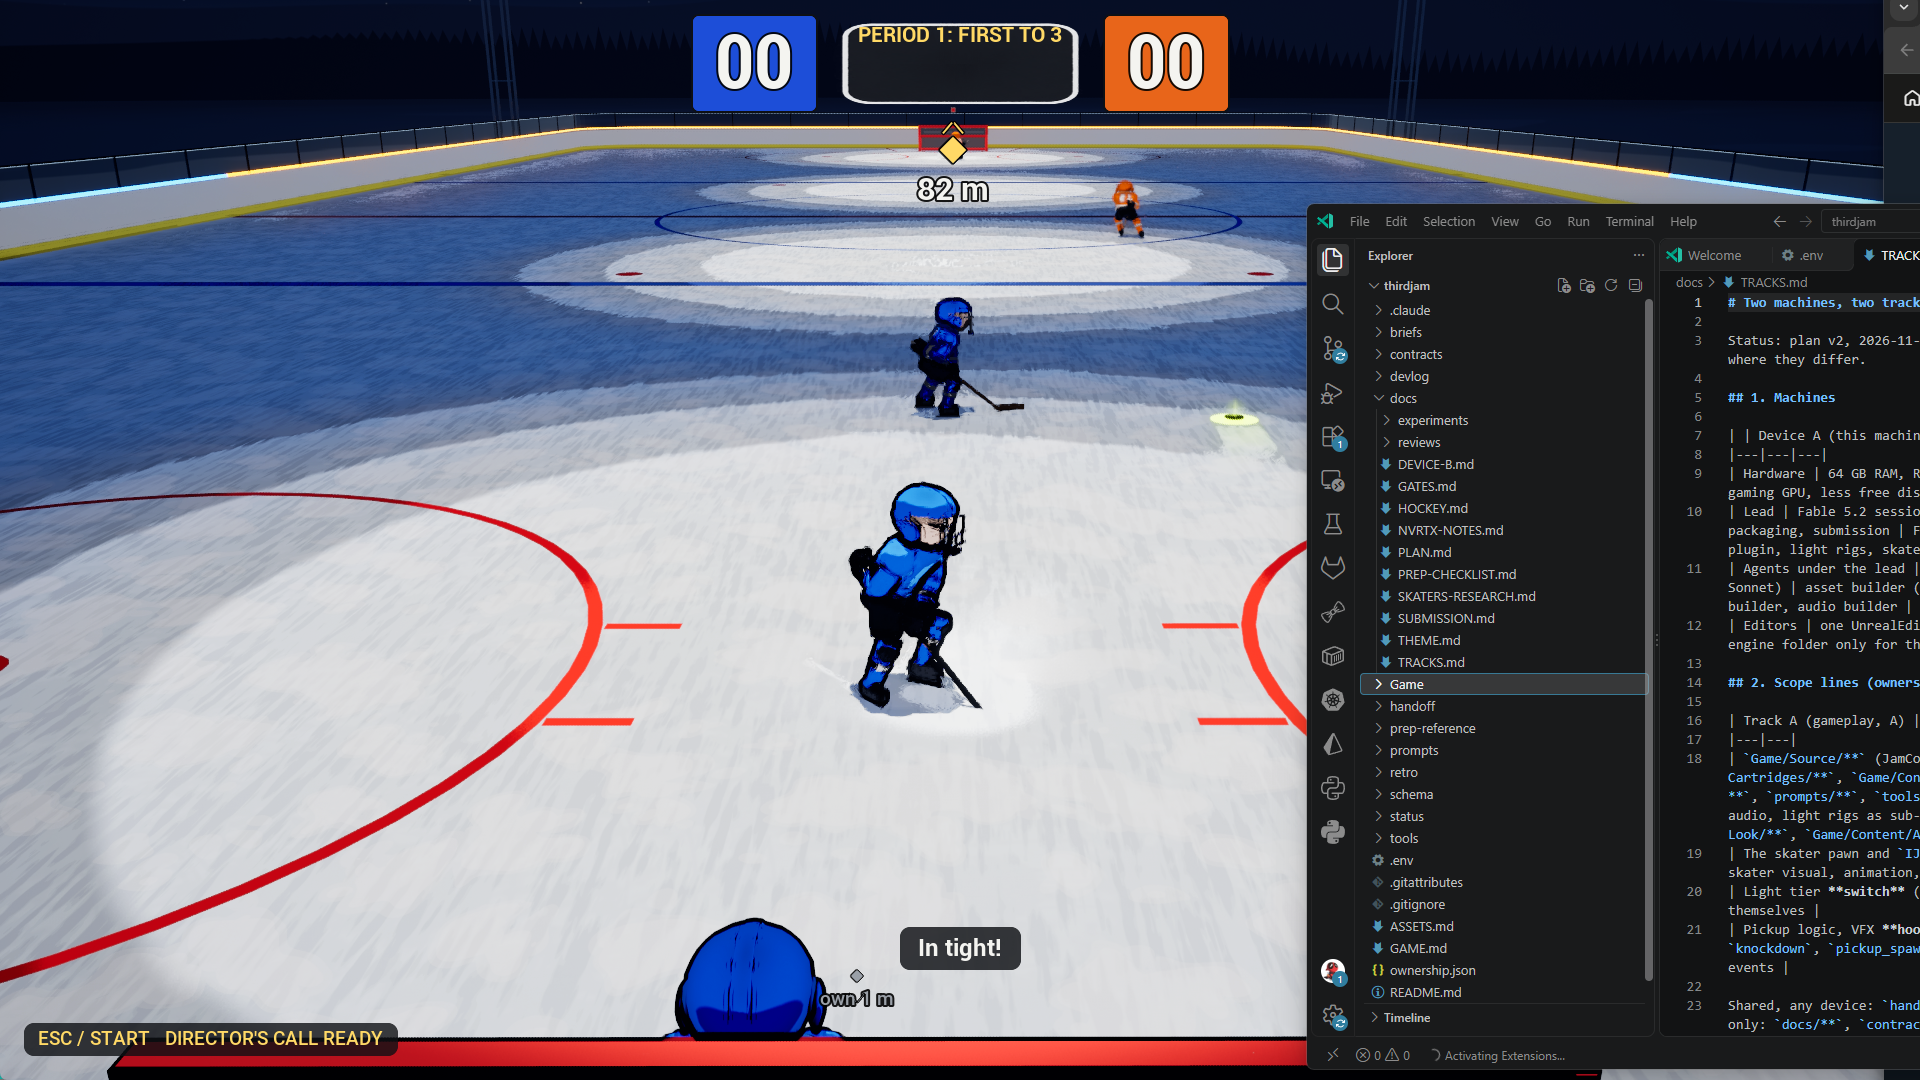 00
PERIOD 1: FIRST TO 3
00
82 m
In tight!
own 1 m
ESC / START DIRECTOR'S CALL READY
File Edit Selection View Go Run Terminal Help
thirdjam
Explorer
thirdjam
.claude
briefs
contracts
devlog
docs
experiments
reviews
DEVICE-B.md
GATES.md
HOCKEY.md
NVRTX-NOTES.md
PLAN.md
PREP-CHECKLIST.md
SKATERS-RESEARCH.md
SUBMISSION.md
THEME.md
TRACKS.md
Game
handoff
prep-reference
prompts
retro
schema
status
tools
.env
.gitattributes
.gitignore
ASSETS.md
GAME.md
ownership.json
README.md
Timeline
0 0 Activating Extensions...
1
1
Welcome .env TRACK
docs > TRACKS.md
1 # Two machines, two track
2
3 Status: plan v2, 2026-11-
where they differ.
4
5 ## 1. Machines
6
7 | | Device A (this machin
8 |---|---|---|
9 | Hardware | 64 GB RAM, R
gaming GPU, less free dis
10 | Lead | Fable 5.2 sessio
packaging, submission | F
plugin, light rigs, skate
11 | Agents under the lead |
Sonnet) | asset builder (
builder, audio builder |
12 | Editors | one UnrealEdi
engine folder only for th
13
14 ## 2. Scope lines (owners
15
16 | Track A (gameplay, A) |
17 |---|---|
18 | `Game/Source/**` (JamCo
Cartridges/**`, `Game/Con
**`, `prompts/**`, `tools
audio, light rigs as sub-
Look/**`, `Game/Content/A
19 | The skater pawn and `IJ
skater visual, animation,
20 | Light tier **switch** (
themselves |
21 | Pickup logic, VFX **hoo
`knockdown`, `pickup_spaw
events |
22
23 Shared, any device: `hand
only: `docs/**`, `contrac